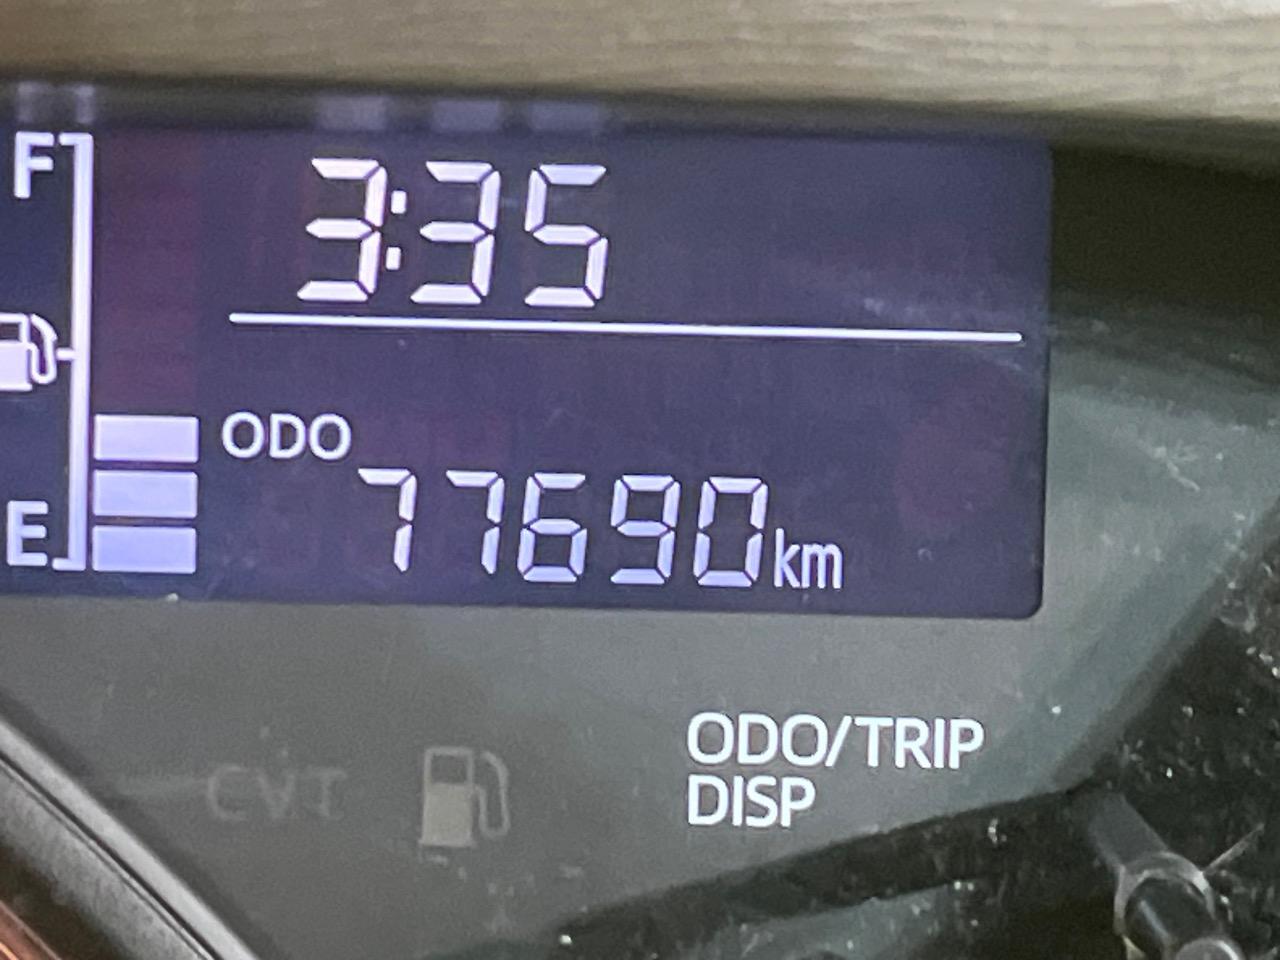 F
3:35
ODO
77690km
E
ODO/TRIP
DISP
CVT